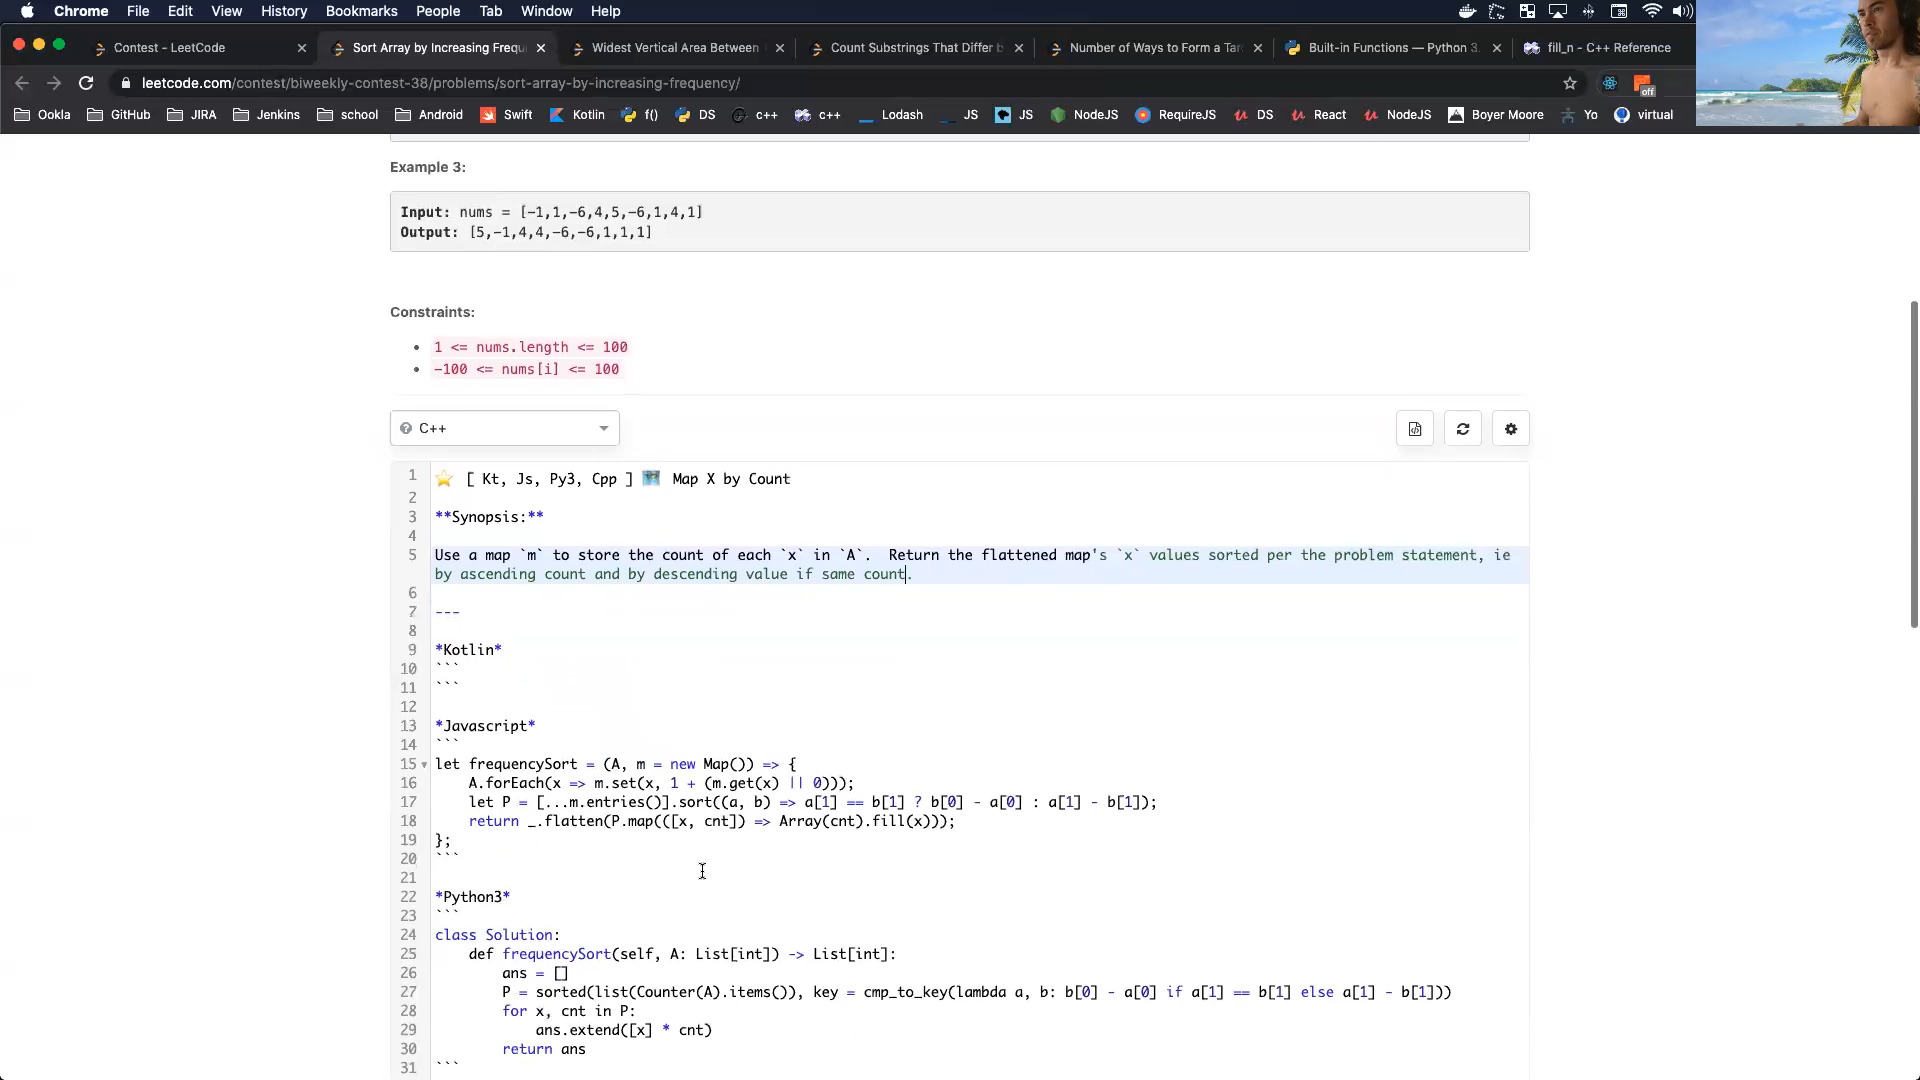 Chrome File Edit View History Bookmarks People Tab Window Help
Contest - LeetCode
Sort Array by Increasing Frequ
Widest Vertical Area Between
Count Substrings That Differ b
Number of Ways to Form a Tar
Built-in Functions — Python 3.
fill_n - C++ Reference
leetcode.com/contest/biweekly-contest-38/problems/sort-array-by-increasing-frequency/
off
Ookla GitHub JIRA Jenkins school Android Swift Kotlin f() DS c++ c++ Lodash JS JS NodeJS RequireJS DS React NodeJS Boyer Moore Yo virtual
Example 3:
Input: nums = [-1,1,-6,4,5,-6,1,4,1]
Output: [5,-1,4,4,-6,-6,1,1,1]
Constraints:
1 <= nums.length <= 100
-100 <= nums[i] <= 100
C++
1 ⭐ [ Kt, Js, Py3, Cpp ] 🗺 Map X by Count
2
3 **Synopsis:**
4
5 Use a map `m` to store the count of each `x` in `A`.  Return the flattened map's `x` values sorted per the problem statement, ie
by ascending count and by descending value if same count.
6
7 ---
8
9 *Kotlin*
10 ```
11 ```
12
13 *Javascript*
14 ```
15 let frequencySort = (A, m = new Map()) => {
16     A.forEach(x => m.set(x, 1 + (m.get(x) || 0)));
17     let P = [...m.entries()].sort((a, b) => a[1] == b[1] ? b[0] - a[0] : a[1] - b[1]);
18     return _.flatten(P.map(([x, cnt]) => Array(cnt).fill(x)));
19 };
20 ```
21
22 *Python3*
23 ```
24 class Solution:
25     def frequencySort(self, A: List[int]) -> List[int]:
26         ans = []
27         P = sorted(list(Counter(A).items()), key = cmp_to_key(lambda a, b: b[0] - a[0] if a[1] == b[1] else a[1] - b[1]))
28         for x, cnt in P:
29             ans.extend([x] * cnt)
30         return ans
31 ```